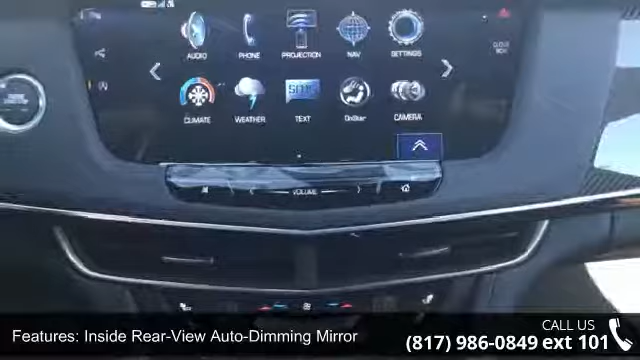 AUDIO PHONE PROJECTION NAV SETTINGS
CLIMATE WEATHER SMS TEXT OnStar CAMERA
VOLUME
Features: Inside Rear-View Auto-Dimming Mirror
CALL US
(817) 986-0849 ext 101